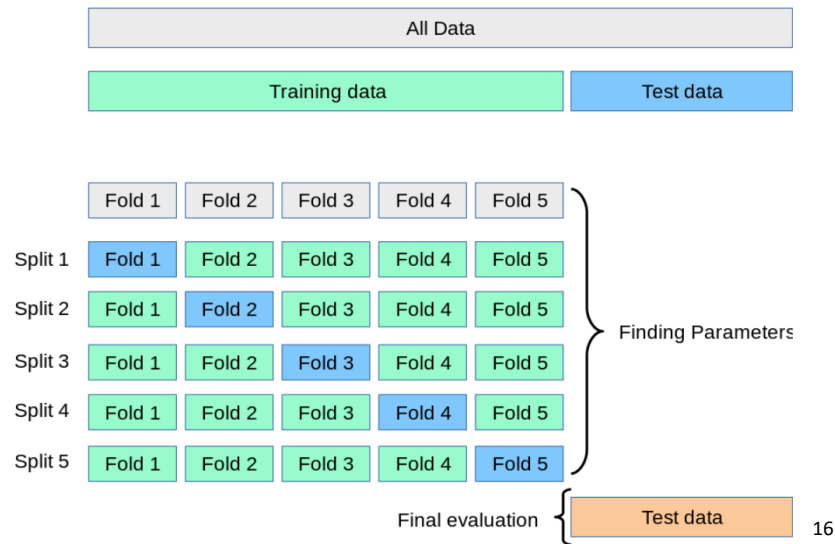 All Data
Training data Test data
Fold 1 Fold 2 Fold 3 Fold 4 Fold 5
Split 1 Fold 1 Fold 2 Fold 3 Fold 4 Fold 5
Split 2 Fold 1 Fold 2 Fold 3 Fold 4 Fold 5
Finding Parameters
Split 3 Fold 1 Fold 2 Fold 3 Fold 4 Fold 5
Split 4 Fold 1 Fold 2 Fold 3 Fold 4 Fold 5
Split 5 Fold 1 Fold 2 Fold 3 Fold 4 Fold 5
Final evaluation Test data
16